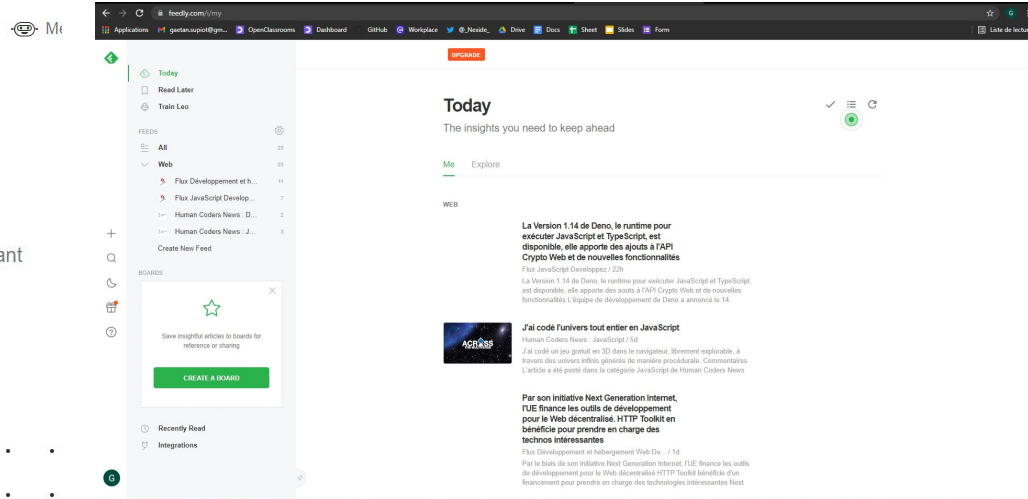 feedly.com/i/my
Applications
gaetan.supiot@gm...
OpenClassrooms
Dashboard
GitHub
Workplace
@_Nexide_
Drive
Docs
Sheet
Slides
Form
Liste de lectu
Me
ant
UPGRADE
Today
Read Later
Train Leo
FEEDS
All 23
Web 23
Flux Développement et h... 11
Flux JavaScript Develop... 7
Human Coders News : D... 2
Human Coders News : J... 3
Create New Feed
BOARDS
Save insightful articles to boards for
reference or sharing
CREATE A BOARD
Recently Read
Integrations
G
Today
The insights you need to keep ahead
Me Explore
WEB
La Version 1.14 de Deno, le runtime pour
exécuter JavaScript et TypeScript, est
disponible, elle apporte des ajouts à l'API
Crypto Web et de nouvelles fonctionnalités
Flux JavaScript Developpez / 22h
La Version 1.14 de Deno, le runtime pour exécuter JavaScript et TypeScript,
est disponible, elle apporte des aouts à l'API Crypto Web et de nouvelles
fonctionnalités L'équipe de développement de Deno a annoncé le 14
ACROSS
J'ai codé l'univers tout entier en JavaScript
Human Coders News : JavaScript / 5d
J'ai codé un jeu gratuit en 3D dans le navigateur, librement explorable, à
travers des univers infinis générés de manière procédurale. Commentaires
L'article a été posté dans la catégorie JavaScript de Human Coders News
Par son initiative Next Generation Internet,
l'UE finance les outils de développement
pour le Web décentralisé. HTTP Toolkit en
bénéficie pour prendre en charge des
technos intéressantes
Flux Développement et hébergement Web De... / 1d
Par le biais de son initiative Next Generation Internet, l'UE finance les outils
de développement pour le Web décentralisé HTTP Toolkit bénéficie d'un
financement pour prendre en charge des technologies intéressantes Next